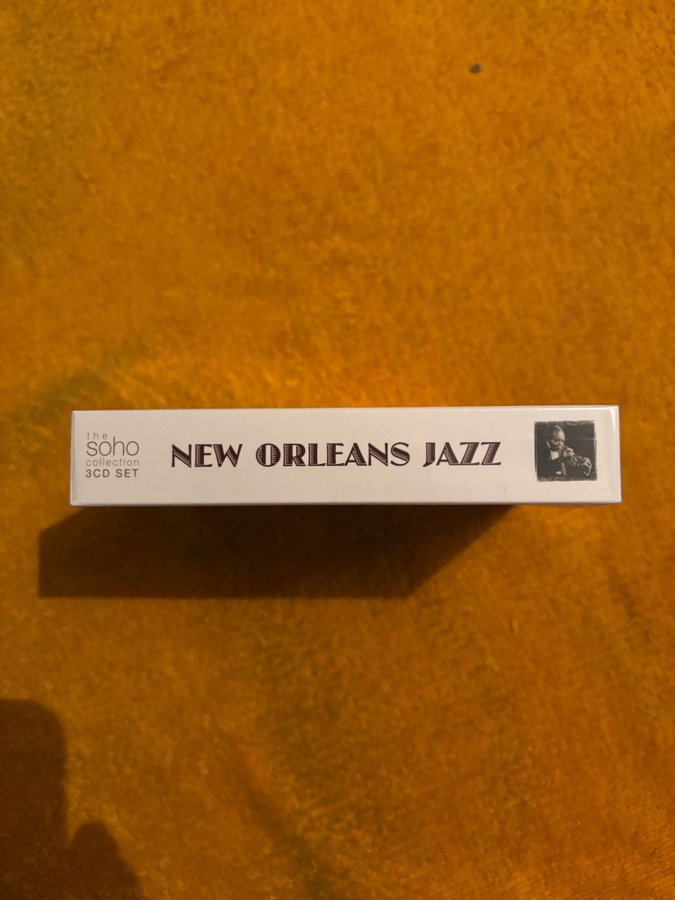 the
soho
collection
3CD SET
NEW ORLEANS JAZZ